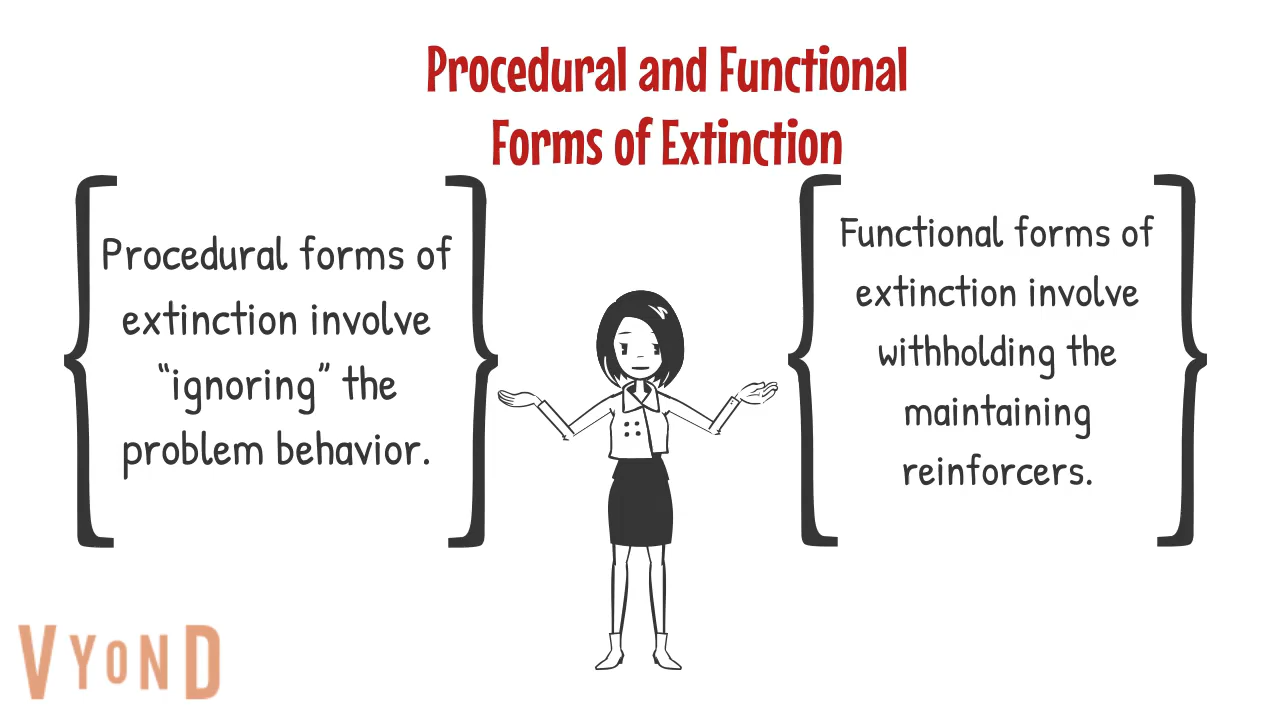 Procedural and Functional
Forms of Extinction
Procedural forms of
extinction involve
“ignoring” the
problem behavior.
Functional forms of
extinction involve
withholding the
maintaining
reinforcers.
VYOND